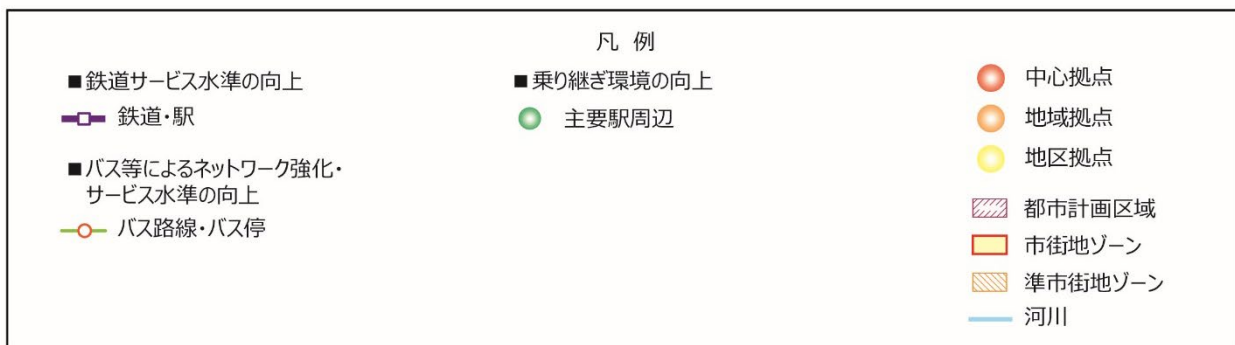 凡 例
■鉄道サービス水準の向上
鉄道・駅
■バス等によるネットワーク強化・
サービス水準の向上
バス路線・バス停
■乗り継ぎ環境の向上
主要駅周辺
中心拠点
地域拠点
地区拠点
都市計画区域
市街地ゾーン
準市街地ゾーン
河川